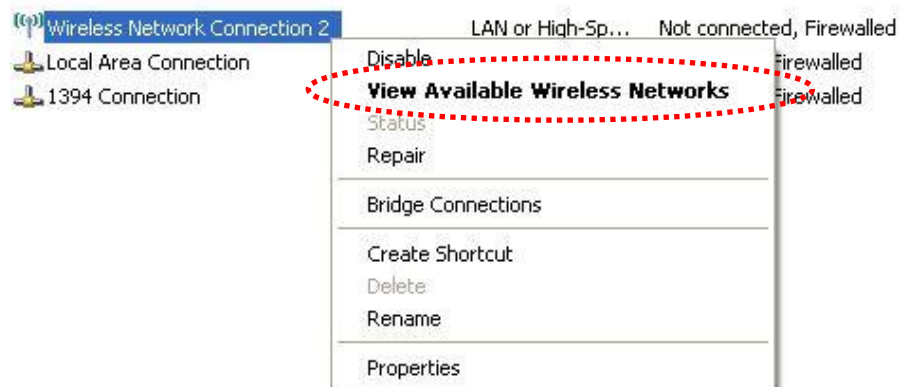 Wireless Network Connection 2 LAN or High-Sp... Not connected, Firewalled
Local Area Connection Firewalled
1394 Connection Firewalled
Disable
View Available Wireless Networks
Status
Repair
Bridge Connections
Create Shortcut
Delete
Rename
Properties